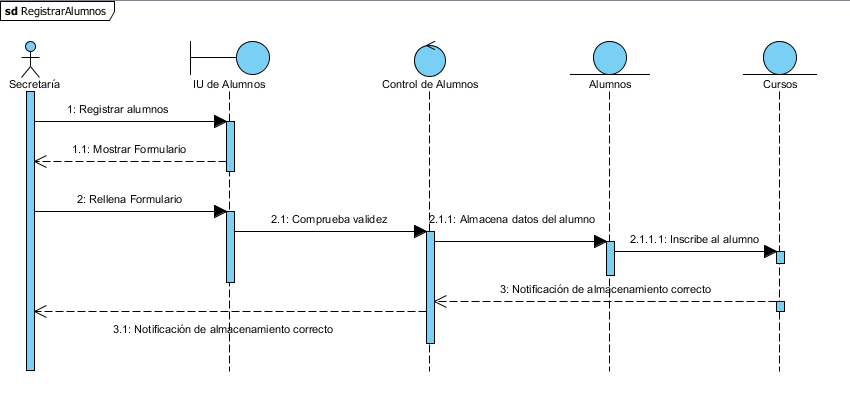 sd RegistrarAlumnos
Secretaría
IU de Alumnos
Control de Alumnos
Alumnos
Cursos
1: Registrar alumnos
1.1: Mostrar Formulario
2: Rellena Formulario
2.1: Comprueba validez
2.1.1: Almacena datos del alumno
2.1.1.1: Inscribe al alumno
3: Notificación de almacenamiento correcto
3.1: Notificación de almacenamiento correcto